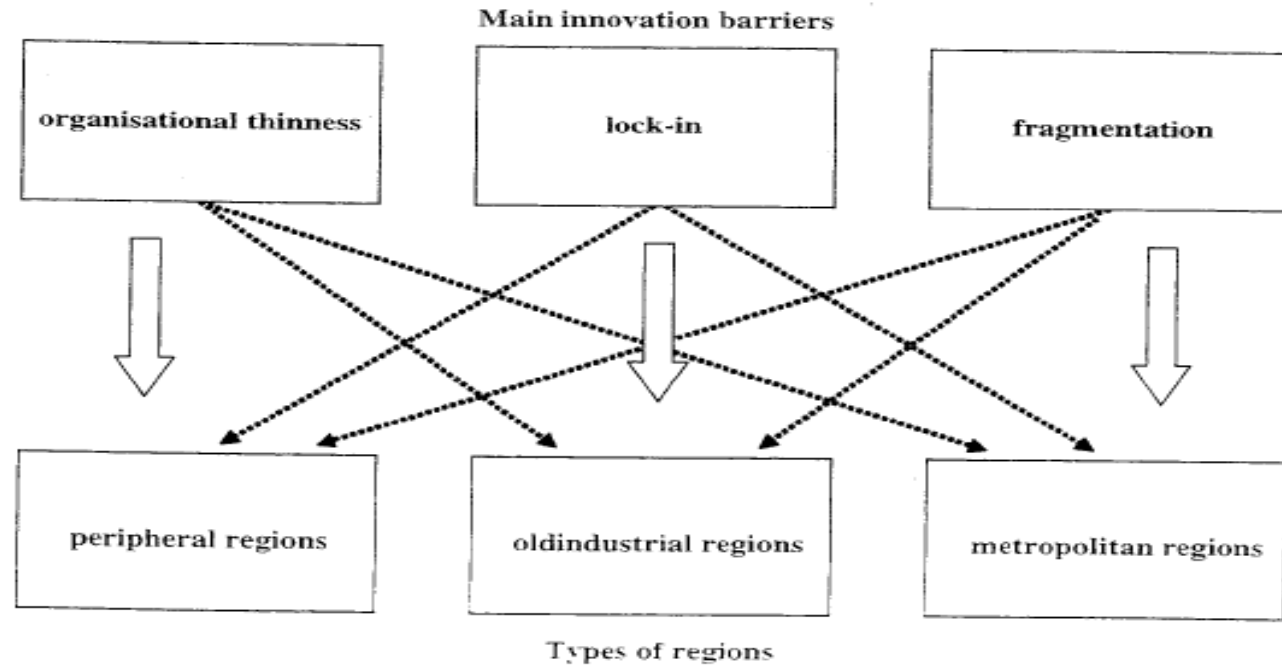 Main innovation barriers
organisational thinness
lock-in
fragmentation
peripheral regions
oldindustrial regions
metropolitan regions
Types of regions